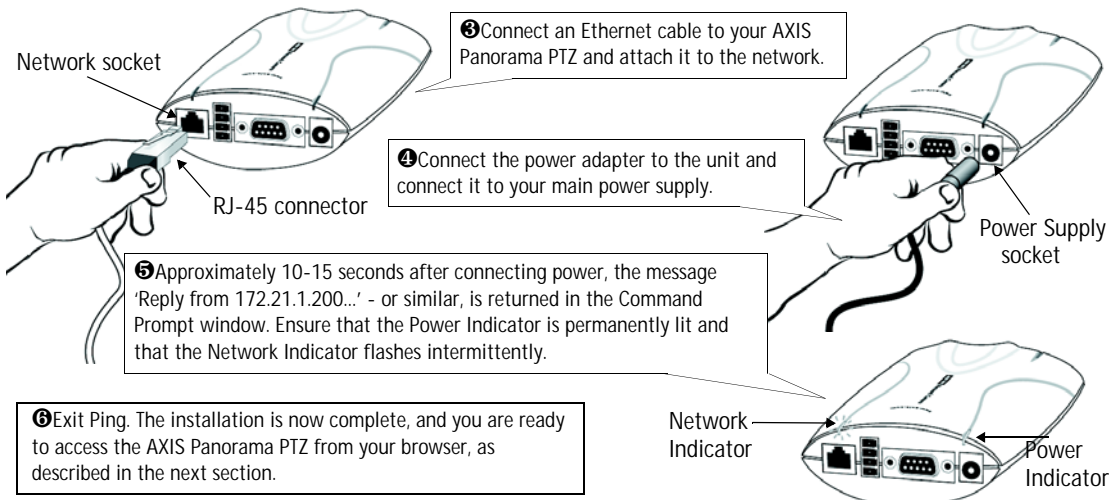 ❸Connect an Ethernet cable to your AXIS
Panorama PTZ and attach it to the network.
Network socket
RJ-45 connector
❹Connect the power adapter to the unit and
connect it to your main power supply.
Power Supply
socket
❺Approximately 10-15 seconds after connecting power, the message
'Reply from 172.21.1.200...' - or similar, is returned in the Command
Prompt window. Ensure that the Power Indicator is permanently lit and
that the Network Indicator flashes intermittently.
❻Exit Ping. The installation is now complete, and you are ready
to access the AXIS Panorama PTZ from your browser, as
described in the next section.
Network
Indicator
Power
Indicator